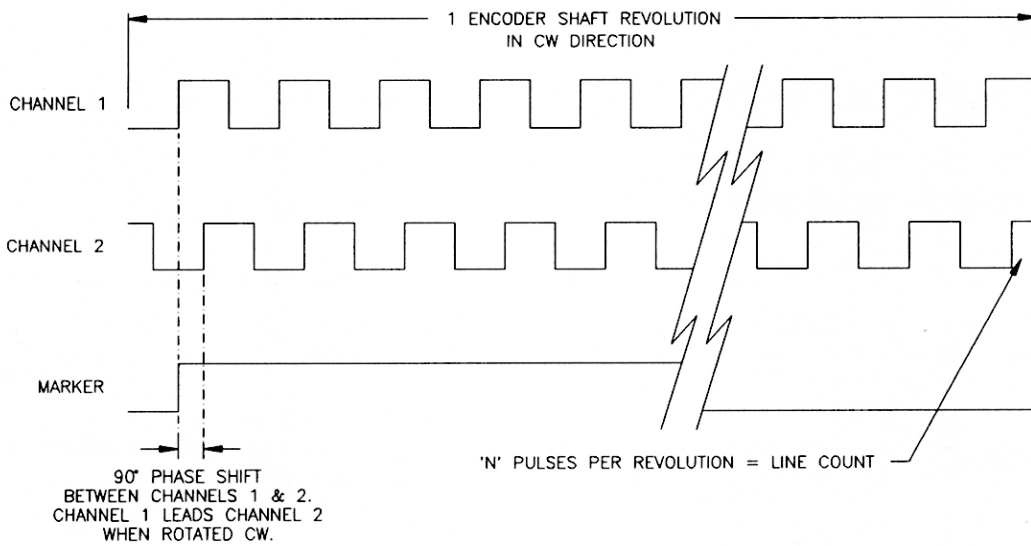 1 ENCODER SHAFT REVOLUTION
IN CW DIRECTION
CHANNEL 1
CHANNEL 2
MARKER
'N' PULSES PER REVOLUTION = LINE COUNT
90° PHASE SHIFT
BETWEEN CHANNELS 1 & 2.
CHANNEL 1 LEADS CHANNEL 2
WHEN ROTATED CW.